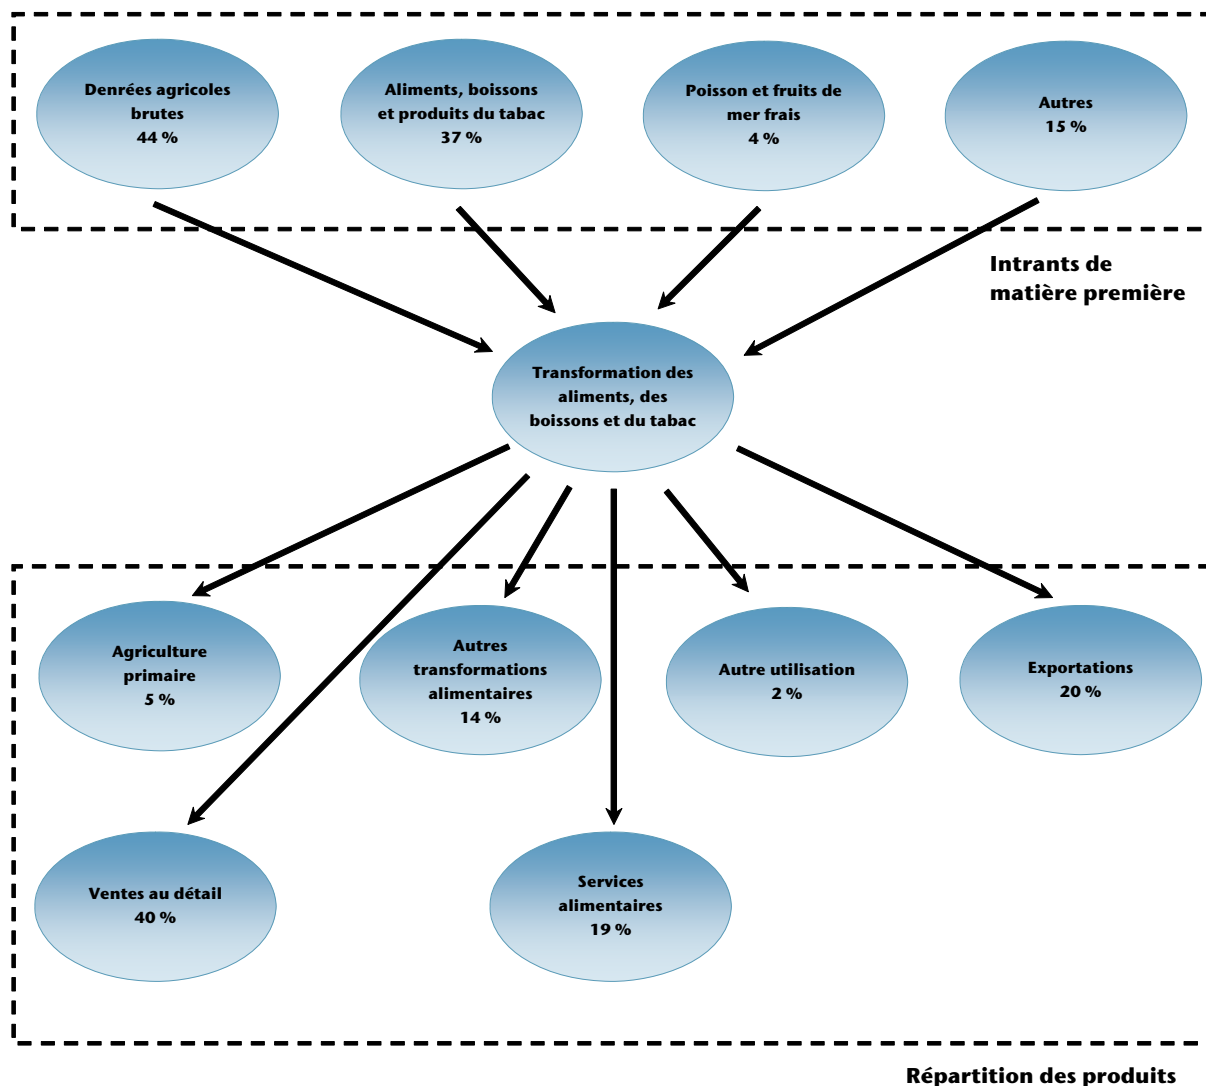 Denrées agricoles
brutes
44 %
Aliments, boissons
et produits du tabac
37 %
Poisson et fruits de
mer frais
4 %
Autres
15 %
Intrants de
matière première
Transformation des
aliments, des
boissons et du tabac
Agriculture
primaire
5 %
Autres
transformations
alimentaires
14 %
Autre utilisation
2 %
Exportations
20 %
Ventes au détail
40 %
Services
alimentaires
19 %
Répartition des produits